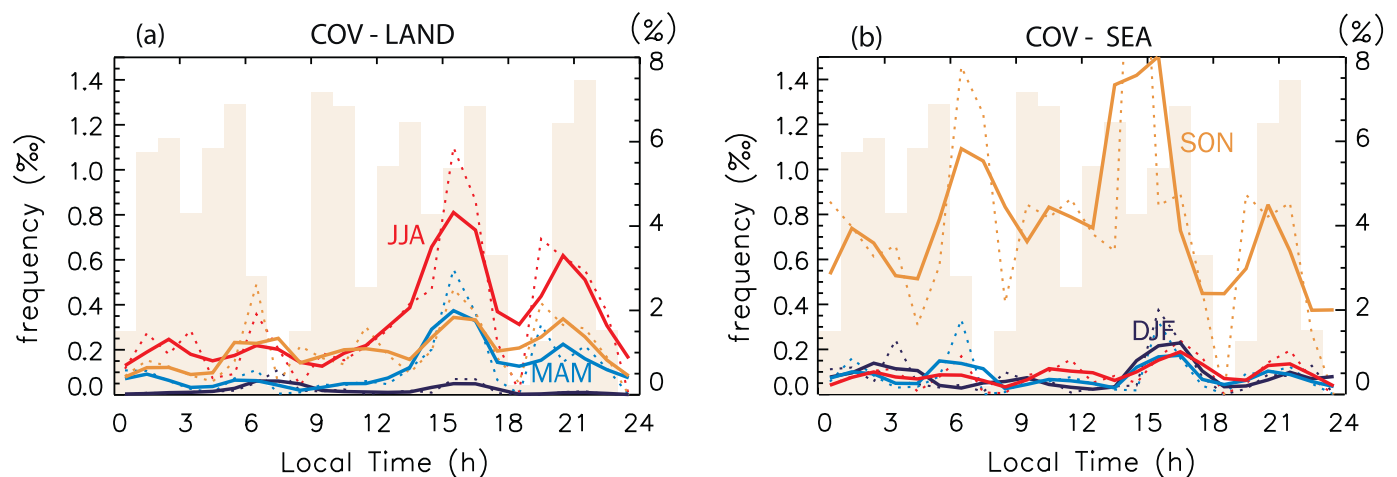 (a) COV - LAND (%)
1.4
1.2
1.0
0.8
0.6
0.4
0.2
0.0
frequency (‰)
8
6
4
2
0
JJA
MAM
0 3 6 9 12 15 18 21 24
Local Time (h)
(b) COV - SEA (%)
1.4
1.2
1.0
0.8
0.6
0.4
0.2
0.0
frequency (‰)
8
6
4
2
0
SON
DJF
0 3 6 9 12 15 18 21 24
Local Time (h)